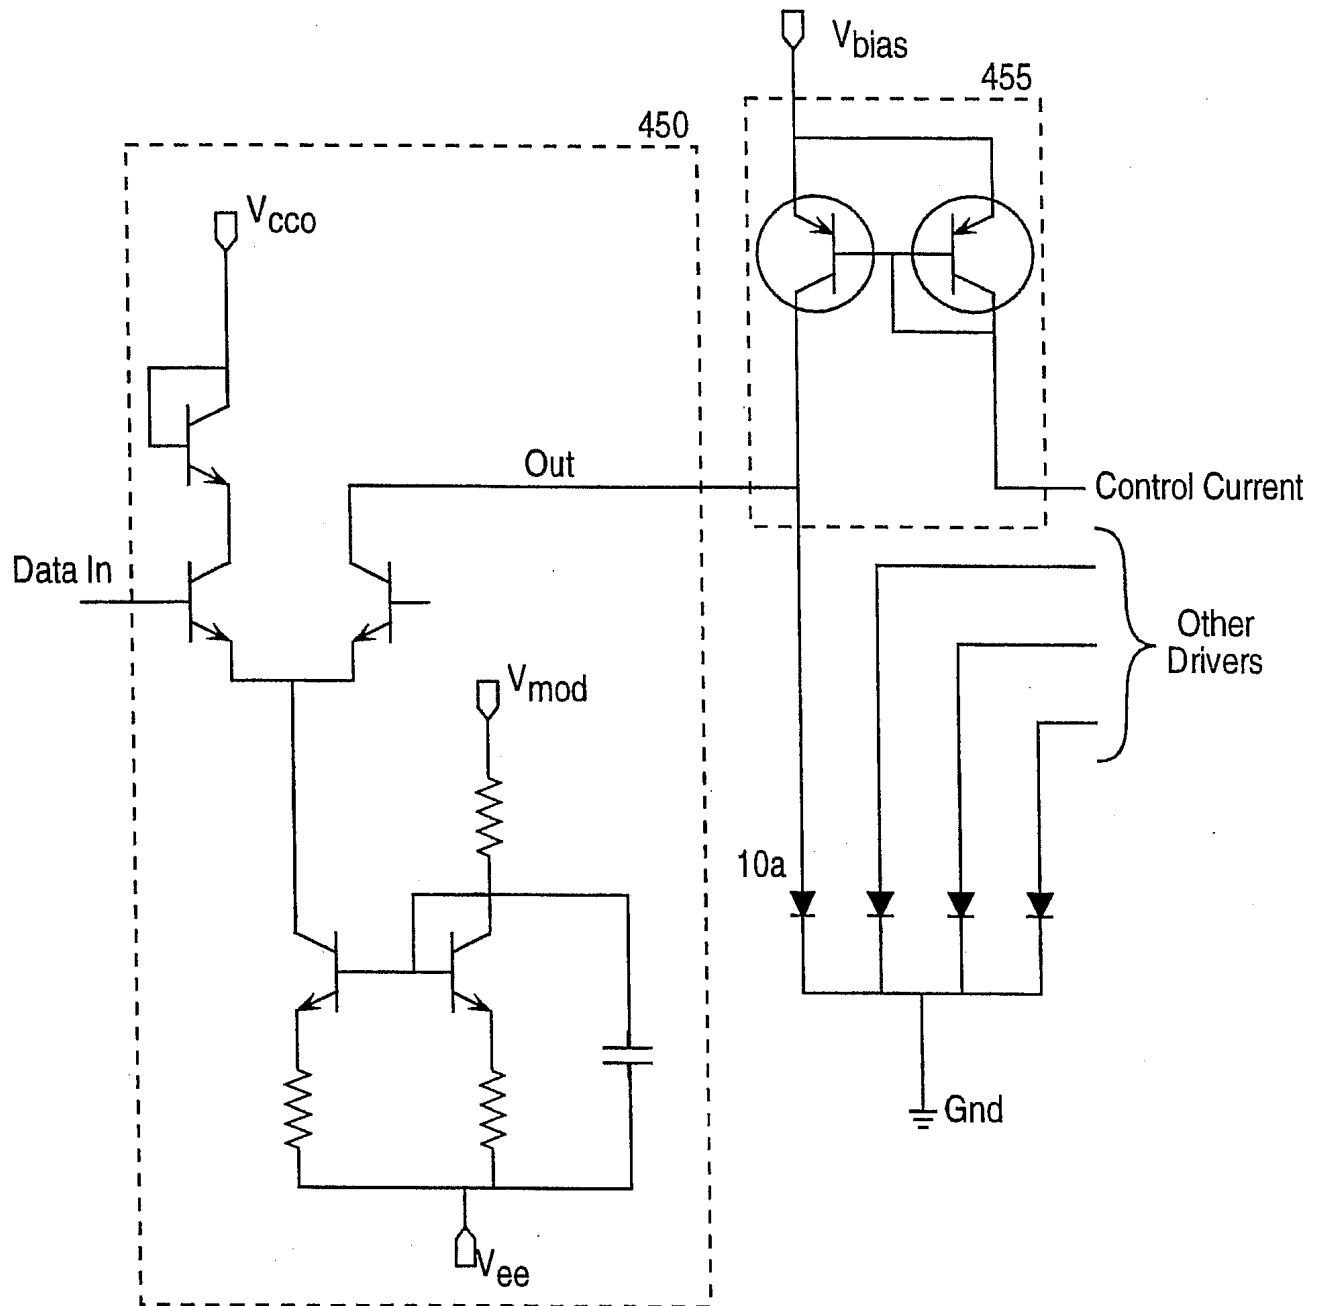 Vbias
455
450
Vcco
Out
Control Current
Data In
Other
Drivers
Vmod
10a
Gnd
Vee